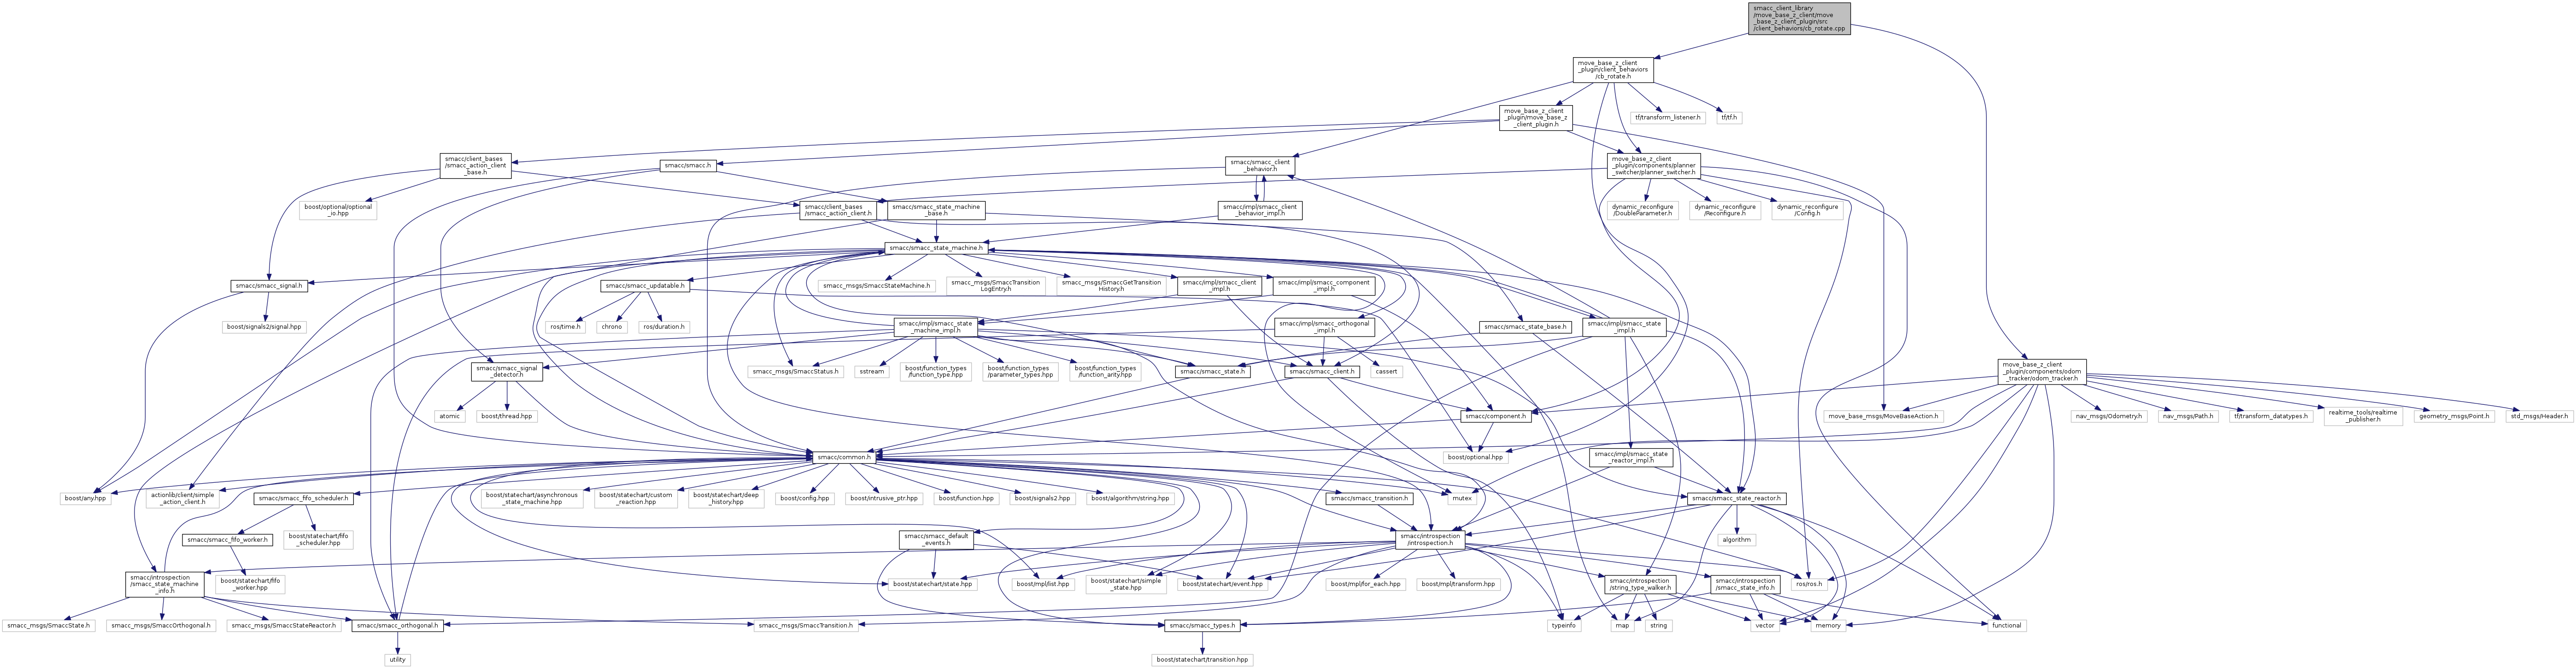 smacc_client_library
/move_base_z_client/move
_base_z_client_plugin/src
/client_behaviors/cb_rotate.cpp
move_base_z_client
_plugin/client_behaviors
/cb_rotate.h
move_base_z_client
_plugin/move_base_z
_client_plugin.h
tf/transform_listener.h
tf/tf.h
smacc/client_bases
/smacc_action_client
_base.h
smacc/smacc.h
smacc/smacc_client
_behavior.h
move_base_z_client
_plugin/components/planner
_switcher/planner_switcher.h
boost/optional/optional
_io.hpp
smacc/client_bases
/smacc_action_client.h
smacc/smacc_state_machine
_base.h
smacc/impl/smacc_client
_behavior_impl.h
dynamic_reconfigure
/DoubleParameter.h
dynamic_reconfigure
/Reconfigure.h
dynamic_reconfigure
/Config.h
smacc/smacc_state_machine.h
smacc/smacc_signal.h
smacc/smacc_updatable.h
smacc_msgs/SmaccStateMachine.h
smacc_msgs/SmaccTransition
LogEntry.h
smacc_msgs/SmaccGetTransition
History.h
smacc/impl/smacc_client
_impl.h
smacc/impl/smacc_component
_impl.h
boost/signals2/signal.hpp
ros/time.h
chrono
ros/duration.h
smacc/impl/smacc_state
_machine_impl.h
smacc/impl/smacc_orthogonal
_impl.h
smacc/smacc_state_base.h
smacc/impl/smacc_state
_impl.h
smacc/smacc_signal
_detector.h
smacc_msgs/SmaccStatus.h
sstream
boost/function_types
/function_type.hpp
boost/function_types
/parameter_types.hpp
boost/function_types
/function_arity.hpp
smacc/smacc_state.h
smacc/smacc_client.h
cassert
move_base_z_client
_plugin/components/odom
_tracker/odom_tracker.h
atomic
boost/thread.hpp
smacc/component.h
move_base_msgs/MoveBaseAction.h
nav_msgs/Odometry.h
nav_msgs/Path.h
tf/transform_datatypes.h
realtime_tools/realtime
_publisher.h
geometry_msgs/Point.h
std_msgs/Header.h
smacc/common.h
boost/optional.hpp
smacc/impl/smacc_state
_reactor_impl.h
boost/any.hpp
actionlib/client/simple
_action_client.h
smacc/smacc_fifo_scheduler.h
boost/statechart/asynchronous
_state_machine.hpp
boost/statechart/custom
_reaction.hpp
boost/statechart/deep
_history.hpp
boost/config.hpp
boost/intrusive_ptr.hpp
boost/function.hpp
boost/signals2.hpp
boost/algorithm/string.hpp
smacc/smacc_transition.h
mutex
smacc/smacc_state_reactor.h
smacc/smacc_fifo_worker.h
boost/statechart/fifo
_scheduler.hpp
smacc/smacc_default
_events.h
smacc/introspection
/introspection.h
algorithm
smacc/introspection
/smacc_state_machine
_info.h
boost/statechart/fifo
_worker.hpp
boost/statechart/state.hpp
boost/mpl/list.hpp
boost/statechart/simple
_state.hpp
boost/statechart/event.hpp
boost/mpl/for_each.hpp
boost/mpl/transform.hpp
smacc/introspection
/string_type_walker.h
smacc/introspection
/smacc_state_info.h
ros/ros.h
smacc_msgs/SmaccState.h
smacc_msgs/SmaccOrthogonal.h
smacc_msgs/SmaccStateReactor.h
smacc/smacc_orthogonal.h
smacc_msgs/SmaccTransition.h
smacc/smacc_types.h
typeinfo
map
string
vector
memory
functional
utility
boost/statechart/transition.hpp